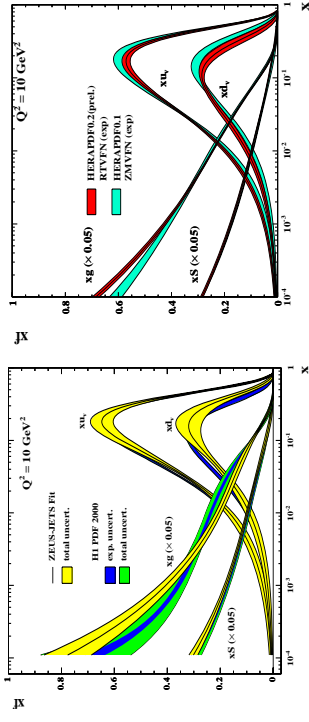 xf
1
0.8
0.6
0.4
0.2
0
10⁻⁴
10⁻³
10⁻²
10⁻¹
1
x
Q² = 10 GeV²
ZEUS-JETS Fit
total uncert.
H1 PDF 2000
exp. uncert.
total uncert.
xuᵥ
xdᵥ
xg (× 0.05)
xS (× 0.05)
xf
1
0.8
0.6
0.4
0.2
0
10⁻⁴
10⁻³
10⁻²
10⁻¹
1
x
Q² = 10 GeV²
HERAPDF0.2(prel.)
RTVFN (exp)
HERAPDF0.1
ZMVFN (exp)
xuᵥ
xdᵥ
xg (× 0.05)
xS (× 0.05)